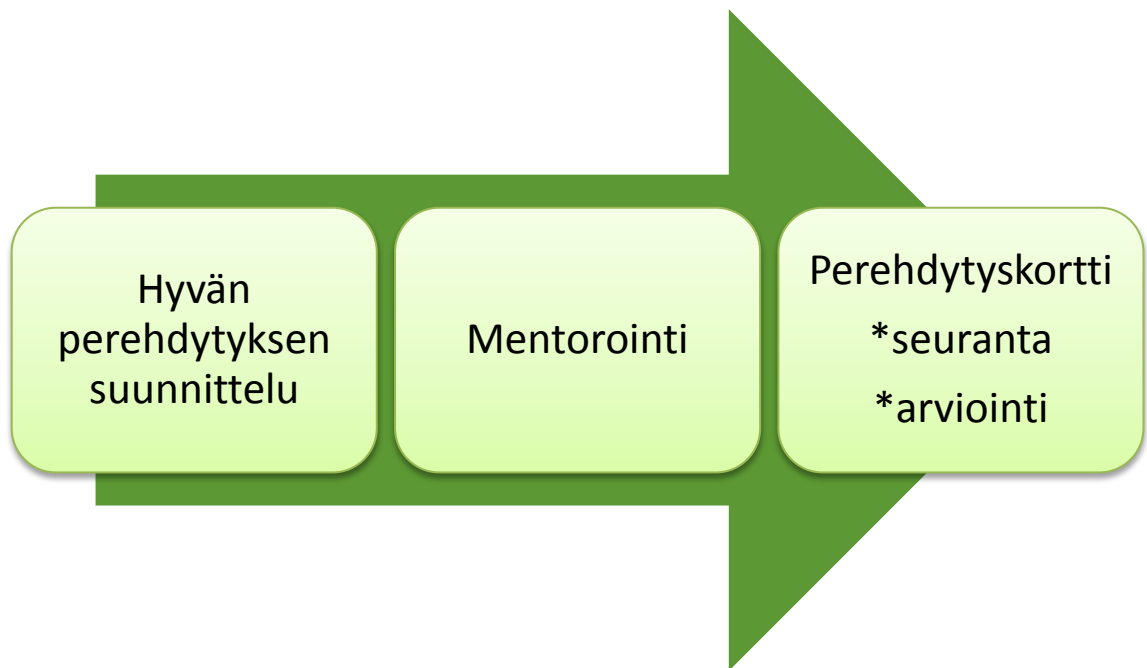 Hyvän
perehdytyksen
suunnittelu
Mentorointi
Perehdytyskortti
*seuranta
*arviointi